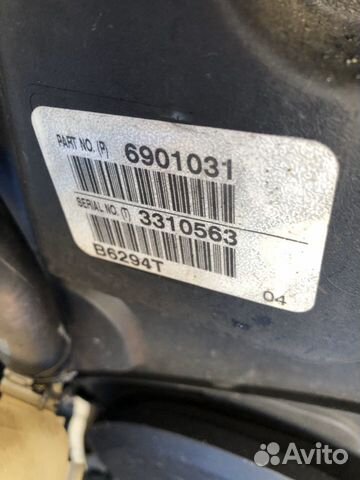 PART NO. (P) 6901031
SERIAL NO. (T) 3310563
B6294T
04
Avito